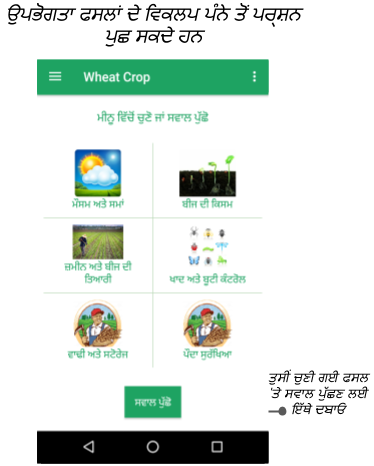 ਉਪਭੋਗਤਾ ਫਸਲਾਂ ਦੇ ਵਿਕਲਪ ਪੰਨੇ ਤੋਂ ਪਰ੍ਸ਼ਨ
ਪੁਛ ਸਕਦੇ ਹਨ
Wheat Crop
ਮੀਨੂ ਵਿੱਚੋਂ ਚੁਣੋ ਜਾਂ ਸਵਾਲ ਪੁੱਛੋ
ਮੌਸਮ ਅਤੇ ਸਮਾਂ
ਬੀਜ ਦੀ ਕਿਸਮ
ਜ਼ਮੀਨ ਅਤੇ ਬੀਜ ਦੀ
ਤਿਆਰੀ
ਖਾਦ ਅਤੇ ਬੂਟੀ ਕੰਟਰੋਲ
ਵਾਢੀ ਅਤੇ ਸਟੋਰੇਜ
ਪੌਦਾ ਸੁਰੱਖਿਆ
ਸਵਾਲ ਪੁੱਛੋ
ਤੁਸੀਂ ਚੁਣੀ ਗਈ ਫਸਲ
'ਤੇ ਸਵਾਲ ਪੁੱਛਣ ਲਈ
ਇੱਥੇ ਦਬਾਓ